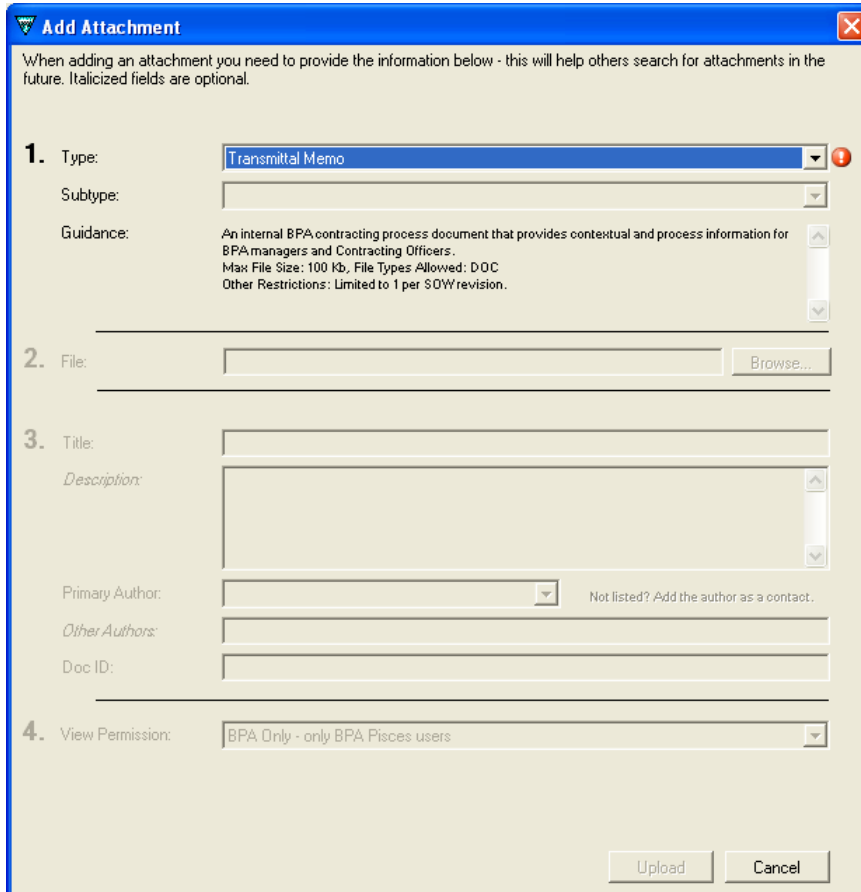 Add Attachment
When adding an attachment you need to provide the information below - this will help others search for attachments in the
future. Italicized fields are optional.
1. Type: Transmittal Memo
Subtype:
Guidance: An internal BPA contracting process document that provides contextual and process information for
BPA managers and Contracting Officers.
Max File Size: 100 Kb, File Types Allowed: DOC
Other Restrictions: Limited to 1 per SOW revision.
2. File: Browse...
3. Title:
Description:
Primary Author: Not listed? Add the author as a contact.
Other Authors:
Doc ID:
4. View Permission: BPA Only - only BPA Pisces users
Upload Cancel